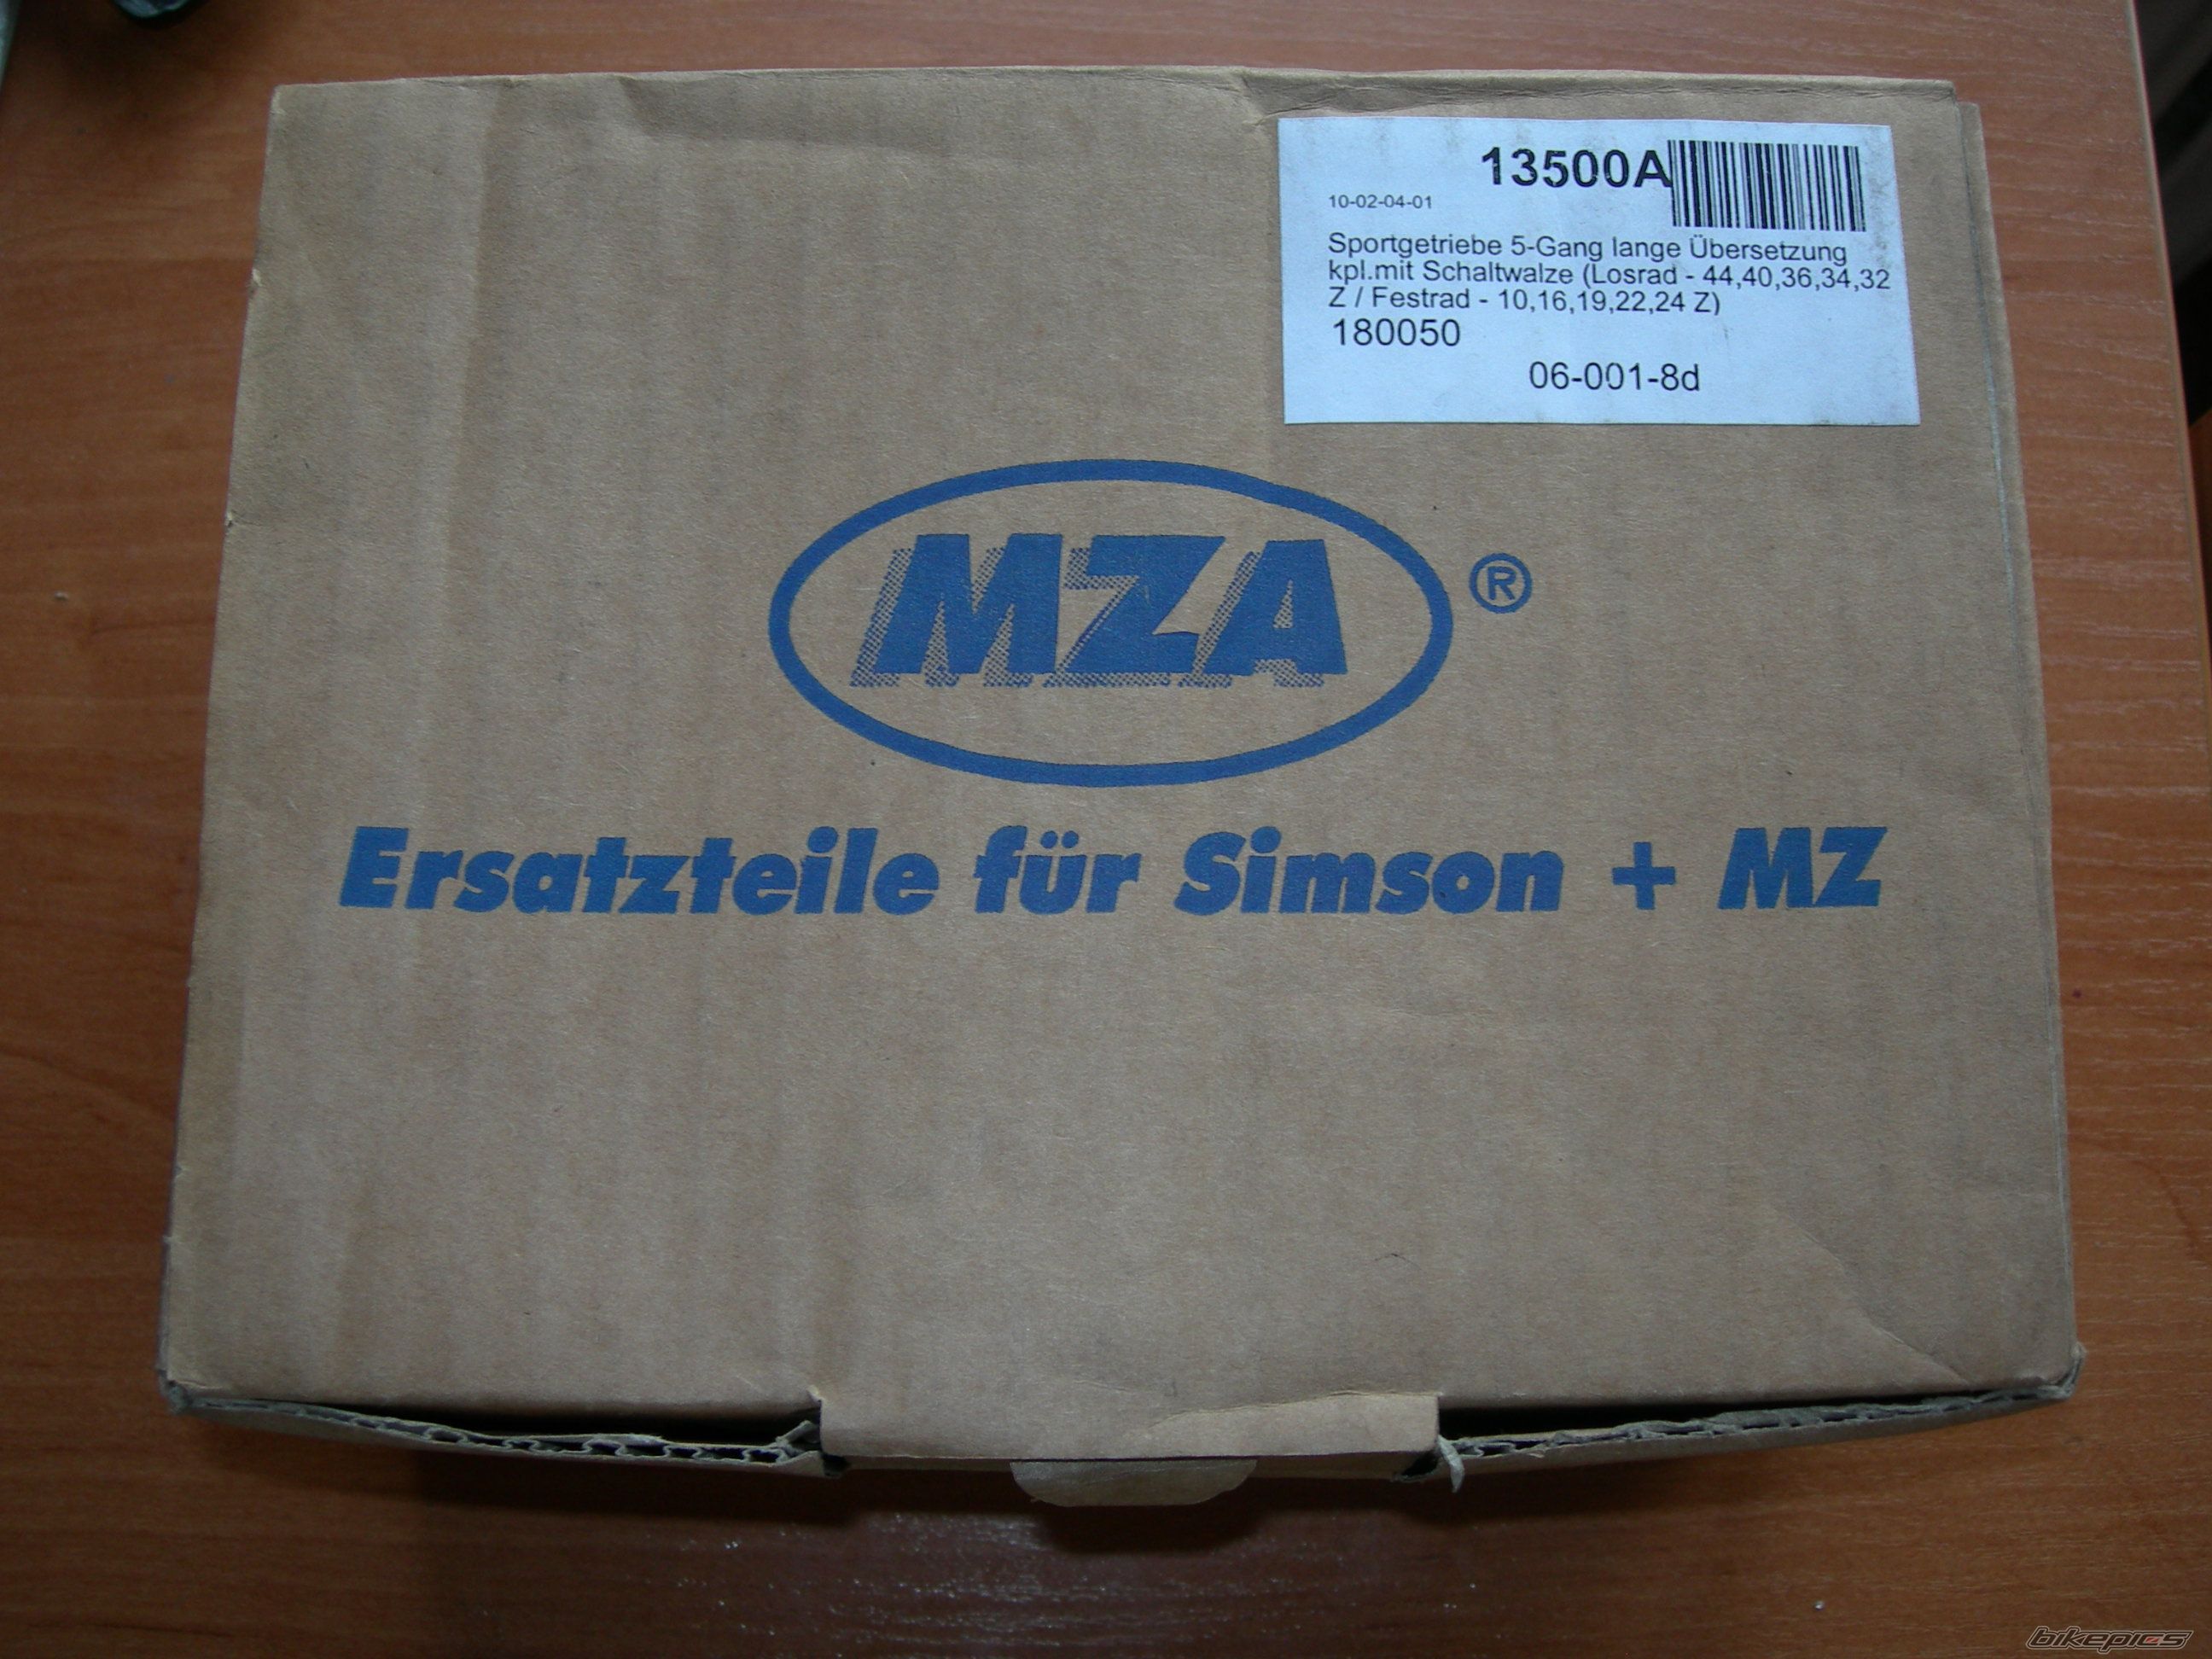 13500A
10-02-04-01
Sportgetriebe 5-Gang lange Übersetzung
kpl.mit Schaltwalze (Losrad - 44,40,36,34,32
Z / Festrad - 10,16,19,22,24 Z)
180050
06-001-8d
MZA ®
Ersatzteile für Simson + MZ
bikepics